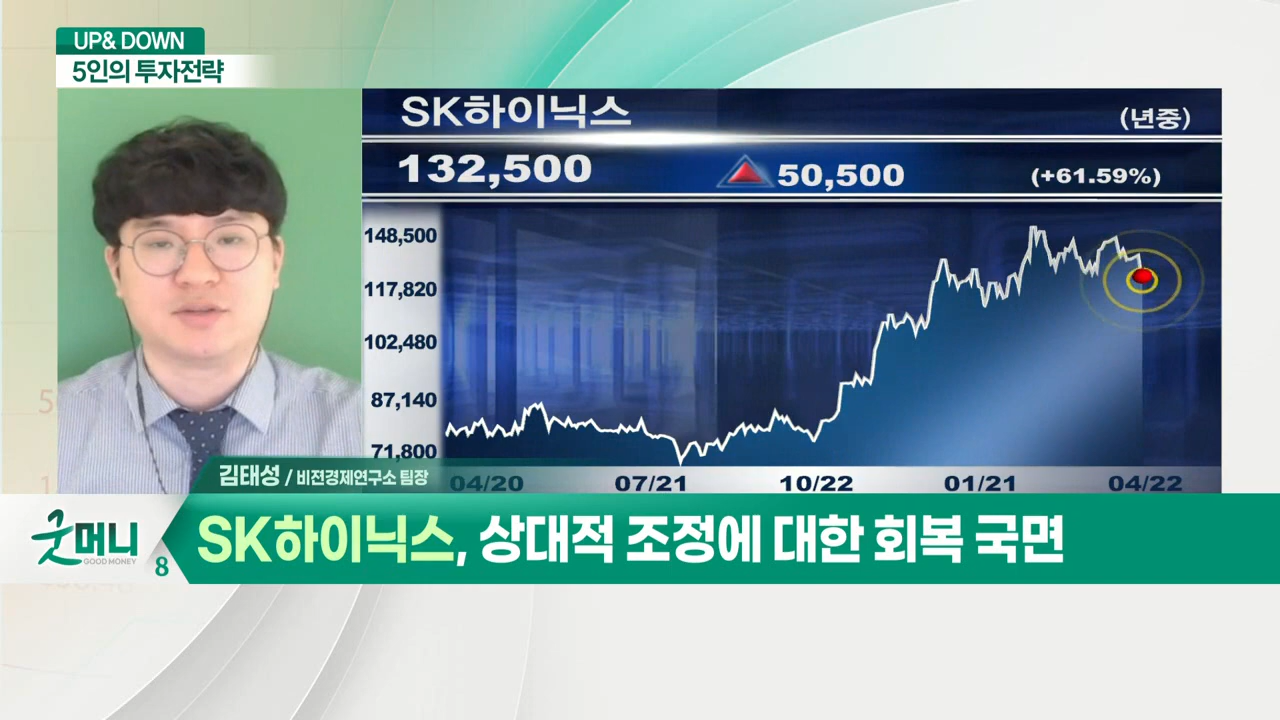 UP& DOWN
5인의 투자전략
SK하이닉스
(년중)
132,500 ▲ 50,500 (+61.59%)
148,500
117,820
102,480
87,140
71,800
04/20 07/21 10/22 01/21 04/22
김태성 / 비전경제연구소 팀장
SK하이닉스, 상대적 조정에 대한 회복 국면
굿머니
GOOD MONEY
8